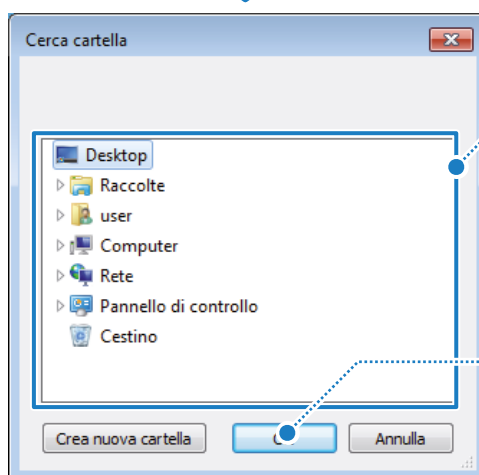 Cerca cartella
Desktop
Raccolte
user
Computer
Rete
Pannello di controllo
Cestino
Crea nuova cartella
Annulla